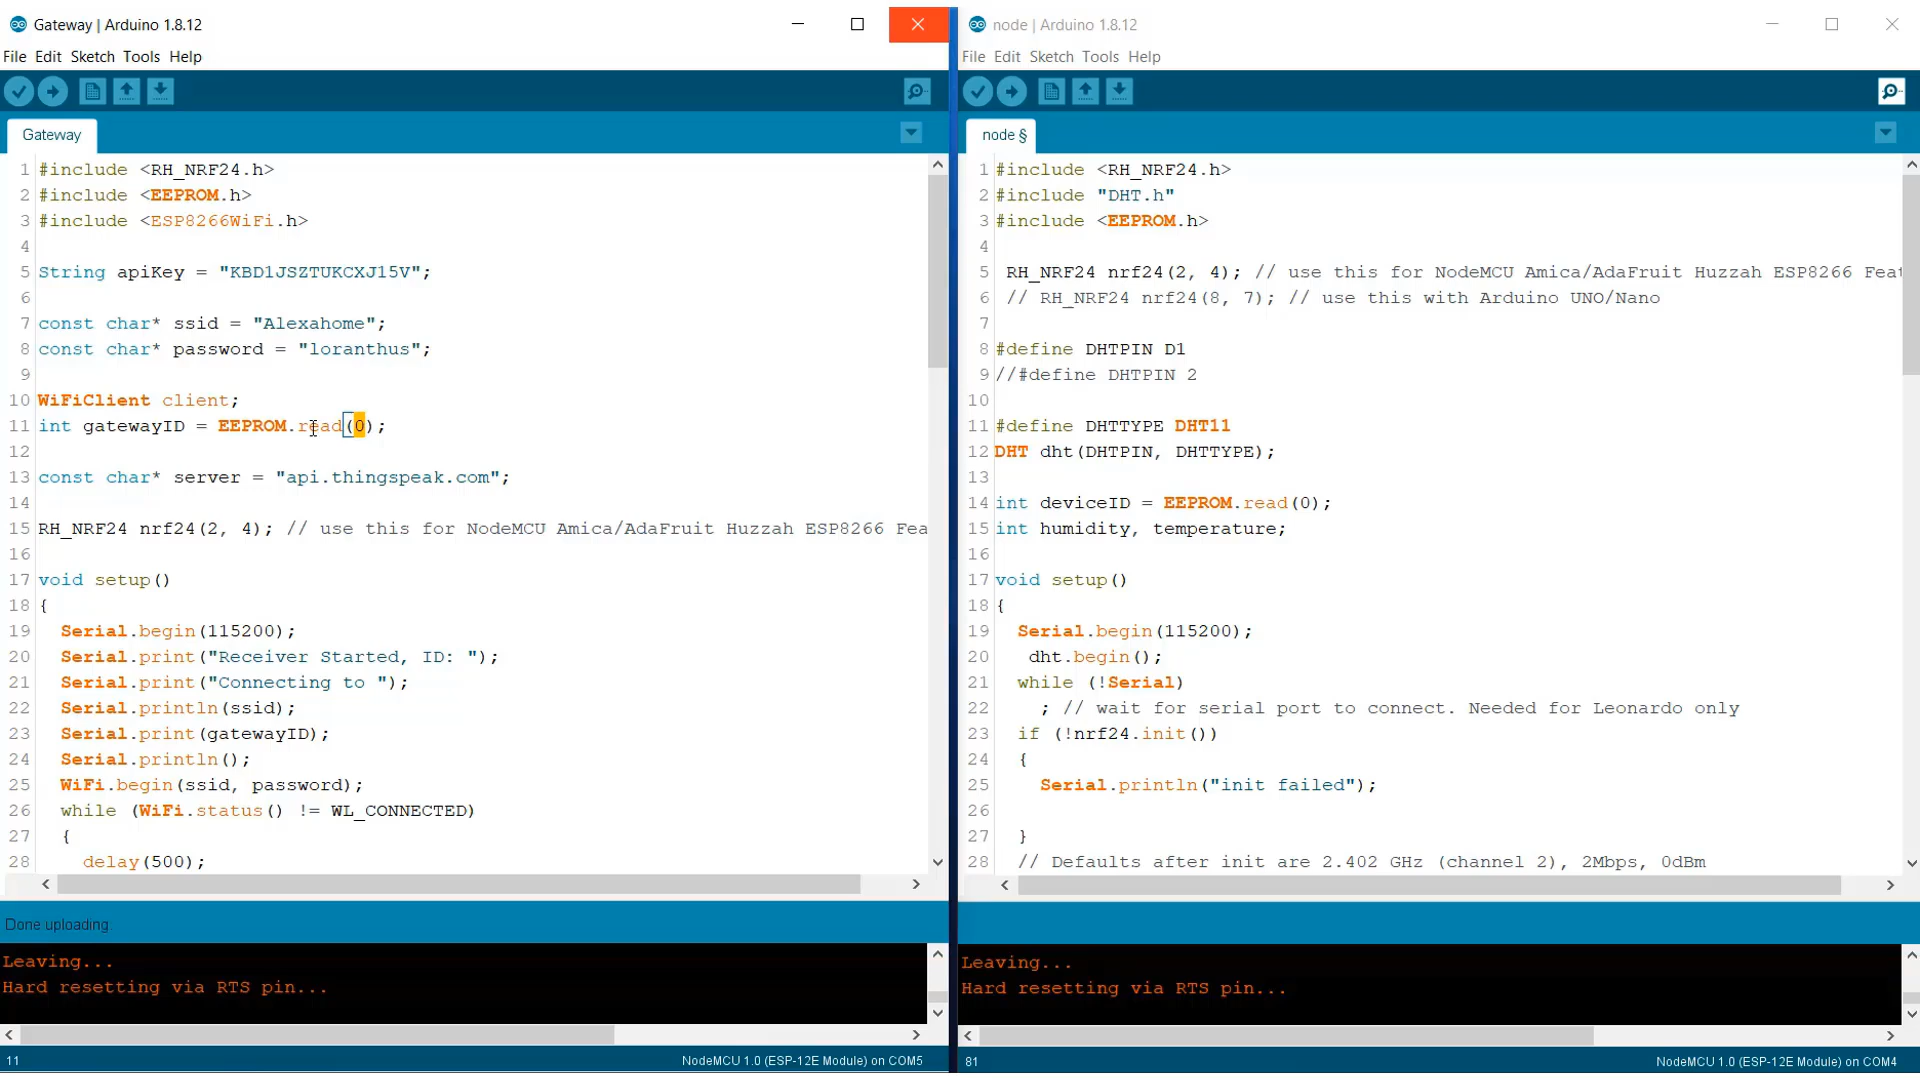 Gateway | Arduino 1.8.12
File Edit Sketch Tools Help
Gateway
1 #include <RH_NRF24.h>
2 #include <EEPROM.h>
3 #include <ESP8266WiFi.h>
4
5 String apiKey = "KBD1JSZTUKCXJ15V";
6
7 const char* ssid = "Alexahome";
8 const char* password = "loranthus";
9
10 WiFiClient client;
11 int gatewayID = EEPROM.read(0);
12
13 const char* server = "api.thingspeak.com";
14
15 RH_NRF24 nrf24(2, 4); // use this for NodeMCU Amica/AdaFruit Huzzah ESP8266 Fea
16
17 void setup()
18 {
19 Serial.begin(115200);
20 Serial.print("Receiver Started, ID: ");
21 Serial.print("Connecting to ");
22 Serial.println(ssid);
23 Serial.print(gatewayID);
24 Serial.println();
25 WiFi.begin(ssid, password);
26 while (WiFi.status() != WL_CONNECTED)
27 {
28 delay(500);
Done uploading.
Leaving...
Hard resetting via RTS pin...
11
NodeMCU 1.0 (ESP-12E Module) on COM5
node | Arduino 1.8.12
File Edit Sketch Tools Help
node §
1 #include <RH_NRF24.h>
2 #include "DHT.h"
3 #include <EEPROM.h>
4
5 RH_NRF24 nrf24(2, 4); // use this for NodeMCU Amica/AdaFruit Huzzah ESP8266 Feat
6 // RH_NRF24 nrf24(8, 7); // use this with Arduino UNO/Nano
7
8 #define DHTPIN D1
9 //#define DHTPIN 2
10
11 #define DHTTYPE DHT11
12 DHT dht(DHTPIN, DHTTYPE);
13
14 int deviceID = EEPROM.read(0);
15 int humidity, temperature;
16
17 void setup()
18 {
19 Serial.begin(115200);
20 dht.begin();
21 while (!Serial)
22 ; // wait for serial port to connect. Needed for Leonardo only
23 if (!nrf24.init())
24 {
25 Serial.println("init failed");
26
27 }
28 // Defaults after init are 2.402 GHz (channel 2), 2Mbps, 0dBm
Leaving...
Hard resetting via RTS pin...
81
NodeMCU 1.0 (ESP-12E Module) on COM4